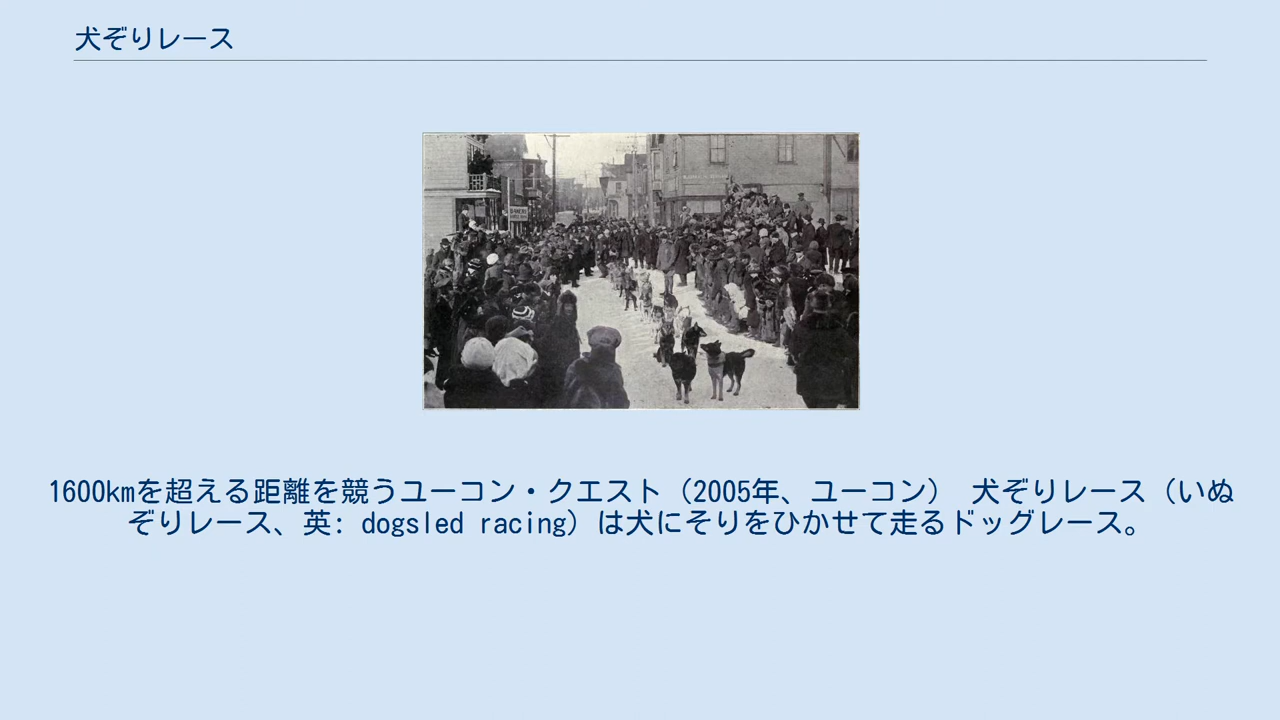 犬ぞりレース
1600kmを超える距離を競うユーコン・クエスト（2005年、ユーコン） 犬ぞりレース（いぬ
ぞりレース、英: dogsled racing）は犬にそりをひかせて走るドッグレース。